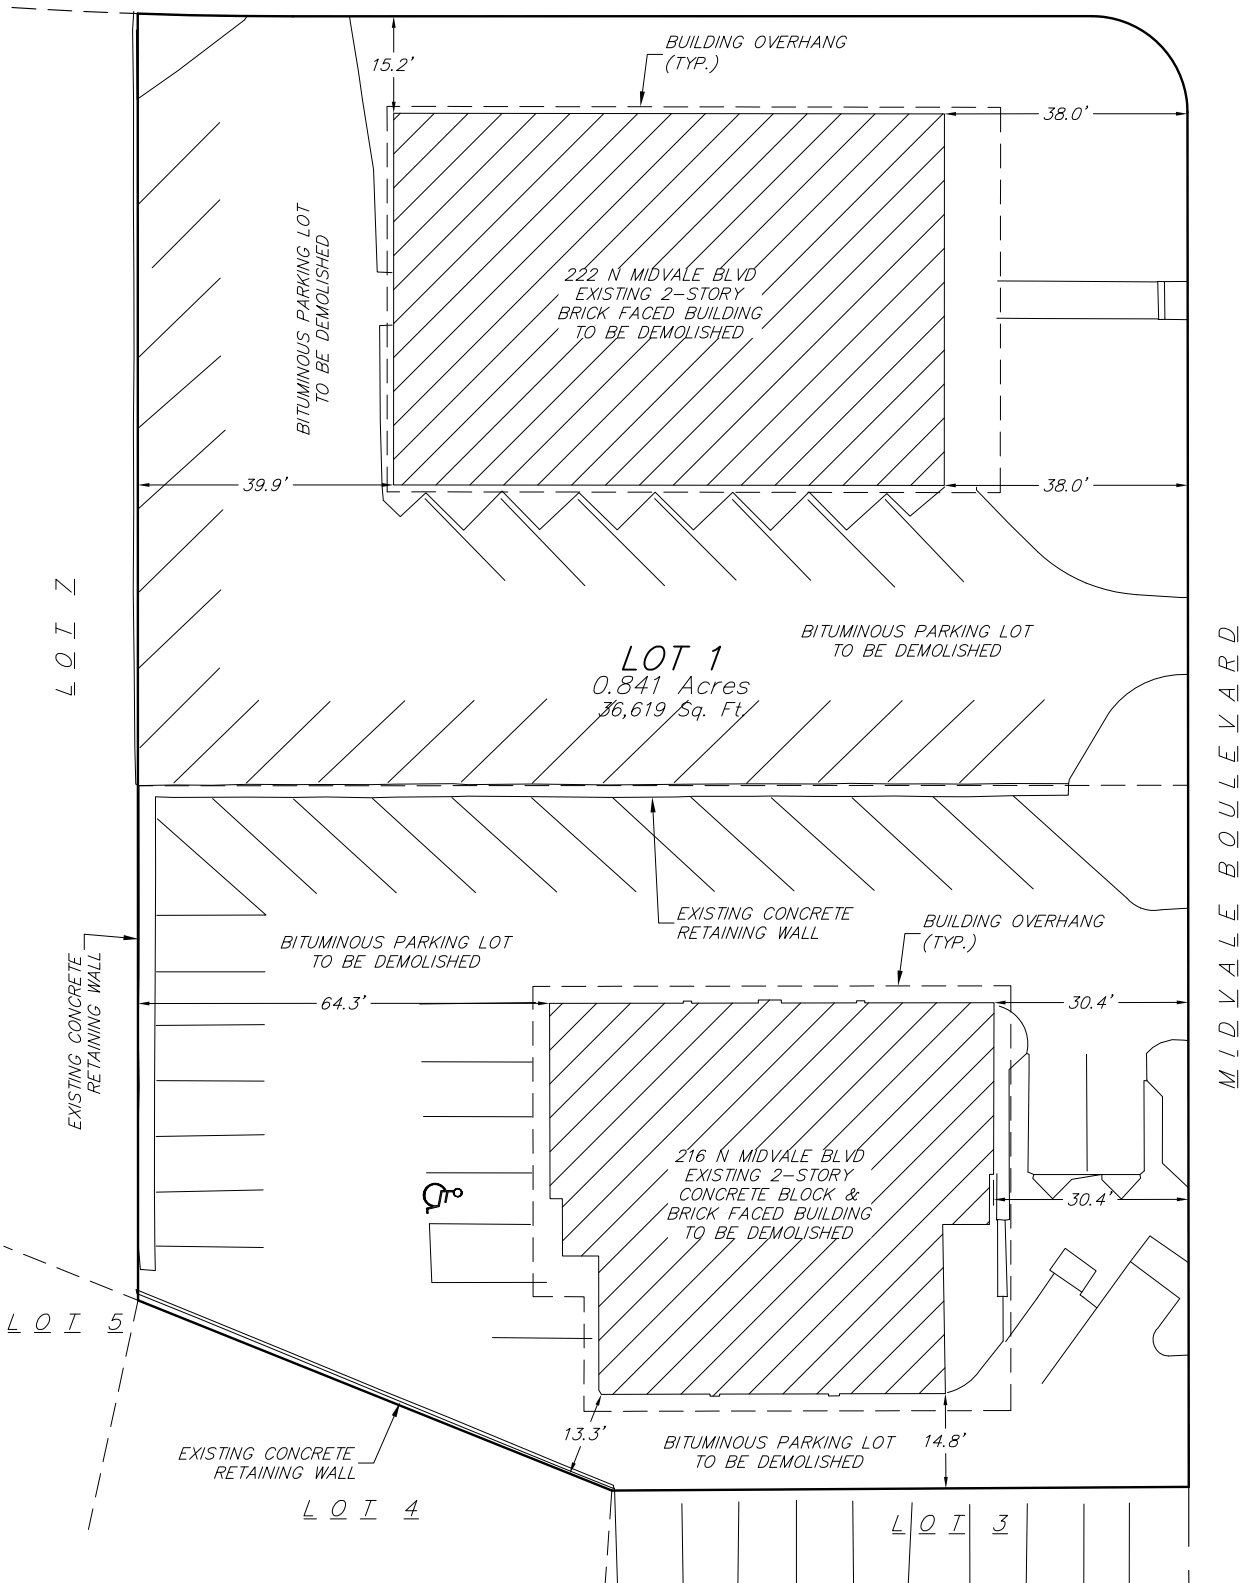 BUILDING OVERHANG
(TYP.)
15.2'
38.0'
BITUMINOUS PARKING LOT
TO BE DEMOLISHED
222 N MIDVALE BLVD
EXISTING 2-STORY
BRICK FACED BUILDING
TO BE DEMOLISHED
39.9'
38.0'
LOT 7
BITUMINOUS PARKING LOT
TO BE DEMOLISHED
LOT 1
0.841 Acres
36,619 Sq. Ft.
MIDVALE BOULEVARD
EXISTING CONCRETE
RETAINING WALL
BUILDING OVERHANG
(TYP.)
BITUMINOUS PARKING LOT
TO BE DEMOLISHED
EXISTING CONCRETE
RETAINING WALL
64.3'
30.4'
216 N MIDVALE BLVD
EXISTING 2-STORY
CONCRETE BLOCK &
BRICK FACED BUILDING
TO BE DEMOLISHED
30.4'
LOT 5
13.3'
BITUMINOUS PARKING LOT
TO BE DEMOLISHED
14.8'
EXISTING CONCRETE
RETAINING WALL
LOT 4
LOT 3